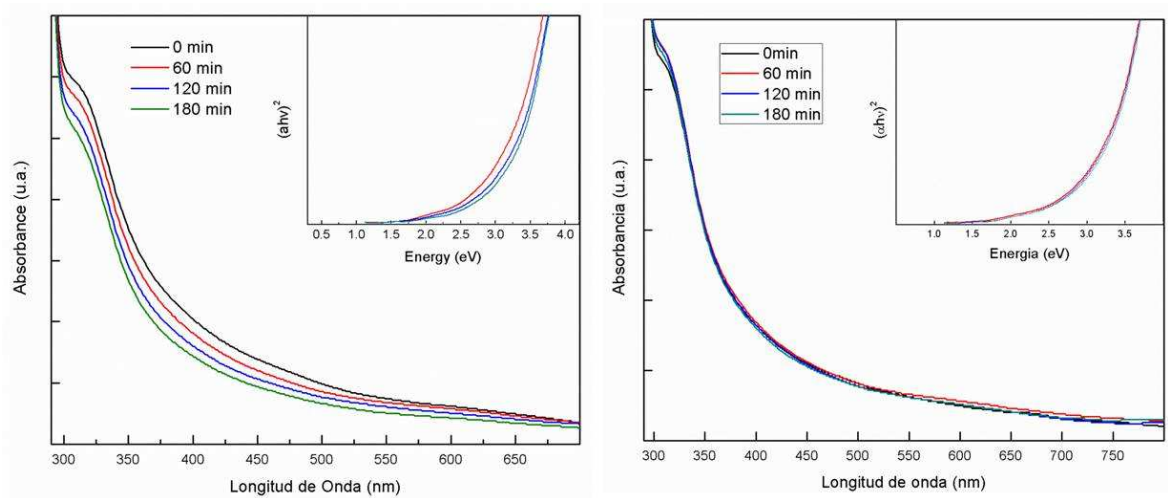 0 min
60 min
120 min
180 min
(ahν)²
0.5 1.0 1.5 2.0 2.5 3.0 3.5 4.0
Energy (eV)
Absorbance (u.a.)
300 350 400 450 500 550 600 650
Longitud de Onda (nm)
0min
60 min
120 min
180 min
(αhν)²
1.0 1.5 2.0 2.5 3.0 3.5
Energia (eV)
Absorbancia (u.a.)
300 350 400 450 500 550 600 650 700 750
Longitud de onda (nm)